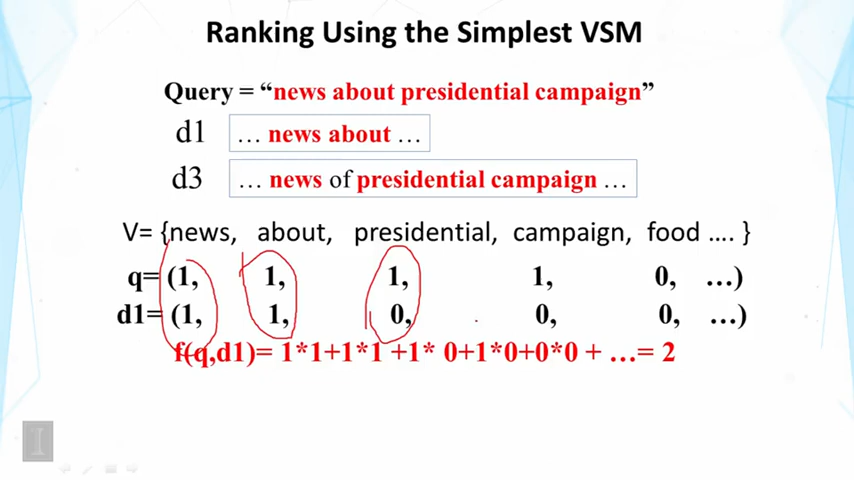 Ranking Using the Simplest VSM
Query = “news about presidential campaign”
d1 … news about …
d3 … news of presidential campaign …
V= {news, about, presidential, campaign, food …. }
q= (1, 1, 1, 1, 0, …)
d1= (1, 1, 0, 0, 0, …)
f(q,d1)= 1*1+1*1 +1* 0+1*0+0*0 + …= 2
I